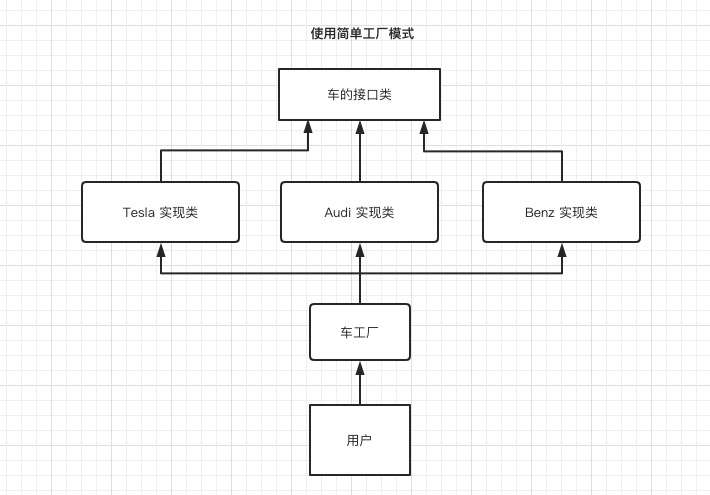 使用简单工厂模式
车的接口类
Tesla 实现类
Audi 实现类
Benz 实现类
车工厂
用户